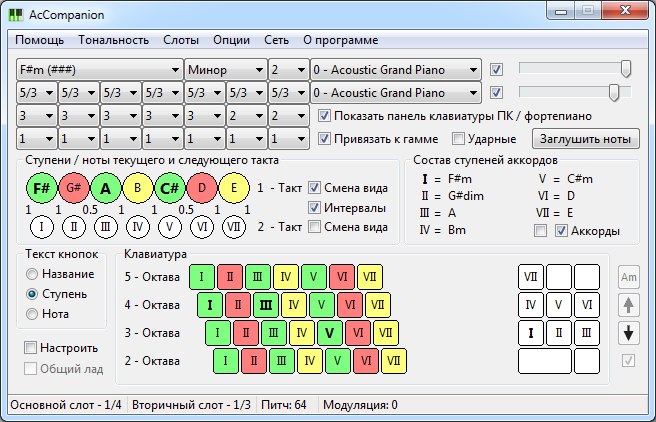 AcCompanion
Помощь Тональность Слоты Опции Сеть О программе
F#m (###) Минор 2 0 - Acoustic Grand Piano
5/3 5/3 5/3 5/3 5/3 5/3 5/3 0 - Acoustic Grand Piano
3 3 3 3 3 2 2 Показать панель клавиатуры ПК / фортепиано
1 1 1 1 1 1 1 Привязать к гамме Ударные Заглушить ноты
Ступени / ноты текущего и следующего такта
F# G# A B C# D E 1 - Такт Смена вида
1 1 0.5 1 1 0.5 1 Интервалы
I II III IV V VI VII 2 - Такт Смена вида
Состав ступеней аккордов
I = F#m V = C#m
II = G#dim VI = D
III = A VII = E
IV = Bm Аккорды
Текст кнопок
Название
Ступень
Нота
Настроить
Общий лад
Клавиатура
5 - Октава I II III IV V VI VII
4 - Октава I II III IV V VI VII
3 - Октава I II III IV V VI VII
2 - Октава I II III IV V VI VII
VII
IV V VI
I II III
Am
Основной слот - 1/4 Вторичный слот - 1/3 Питч: 64 Модуляция: 0